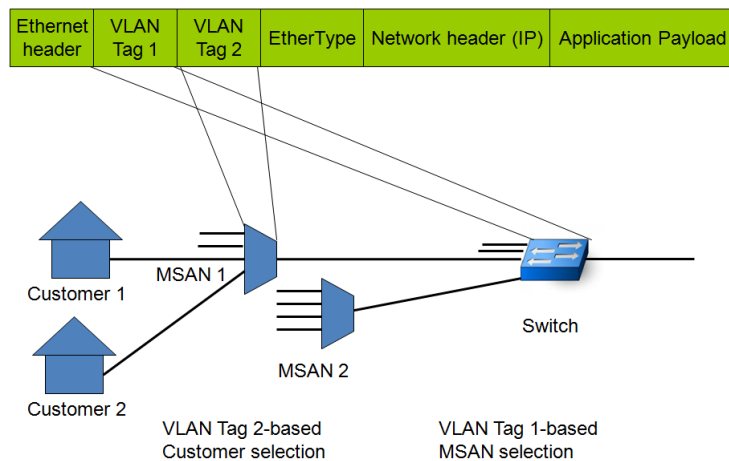 Ethernet header
VLAN Tag 1
VLAN Tag 2
EtherType
Network header (IP)
Application Payload
MSAN 1
Customer 1
Switch
MSAN 2
Customer 2
VLAN Tag 2-based
Customer selection
VLAN Tag 1-based
MSAN selection